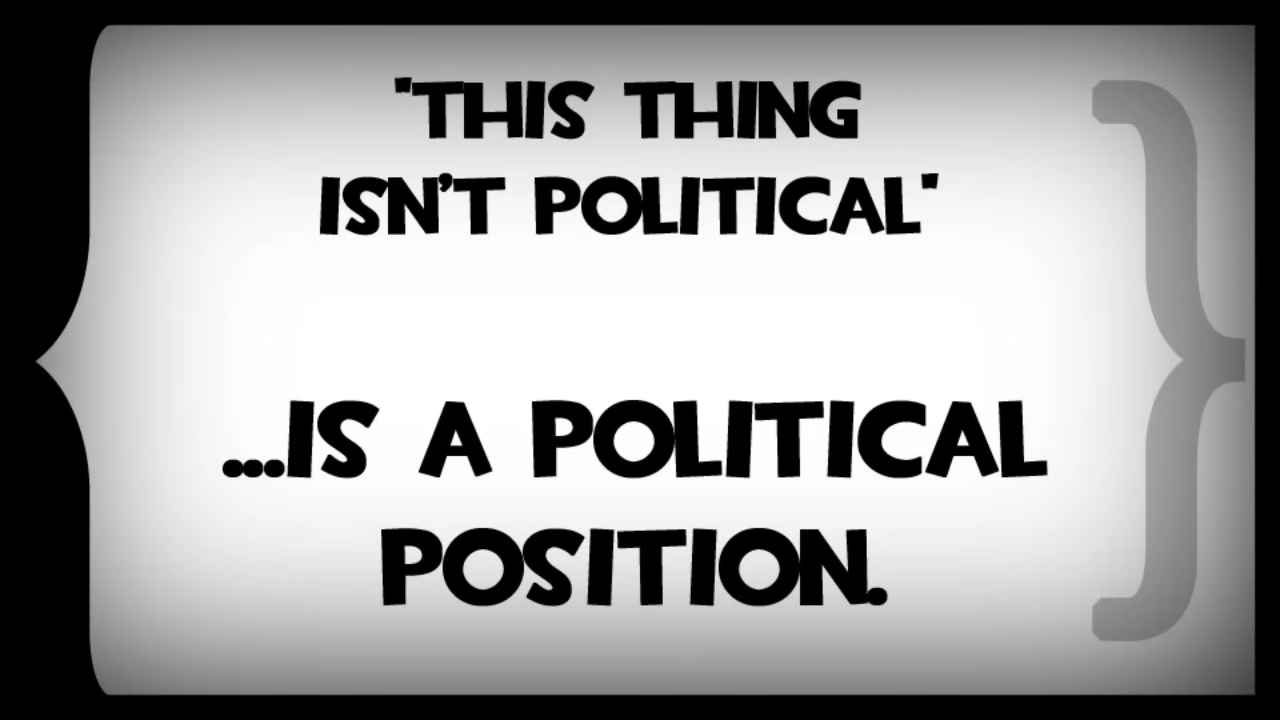 "THIS THING
ISN'T POLITICAL"
...IS A POLITICAL
POSITION.